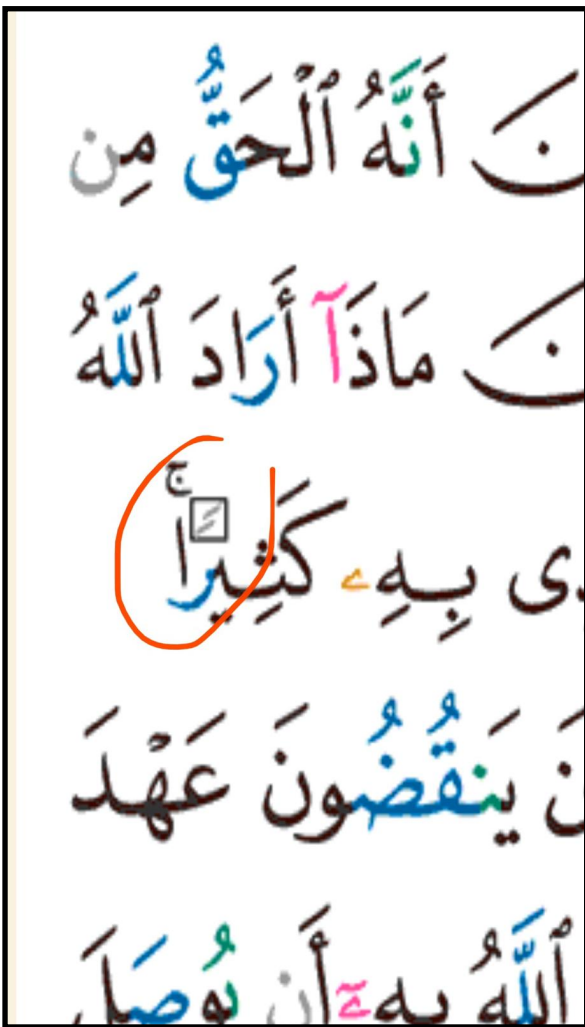 نَ أَنَّهُ ٱلْحَقُّ مِن
نَ مَاذَآ أَرَادَ ٱللَّهُ
دِى بِهِۦ كَثِيرًاۚ
نَ يَنقُضُونَ عَهْدَ
ٱللَّهُ بِهِۦٓ أَن يُوصَلَ